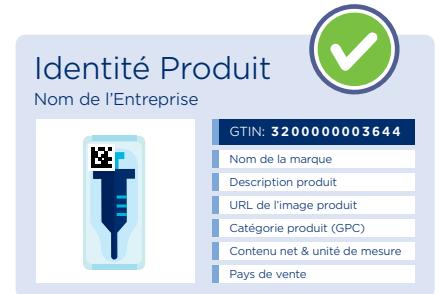 Identité Produit
Nom de l'Entreprise
GTIN: 3200000003644
Nom de la marque
Description produit
URL de l'image produit
Catégorie produit (GPC)
Contenu net & unité de mesure
Pays de vente